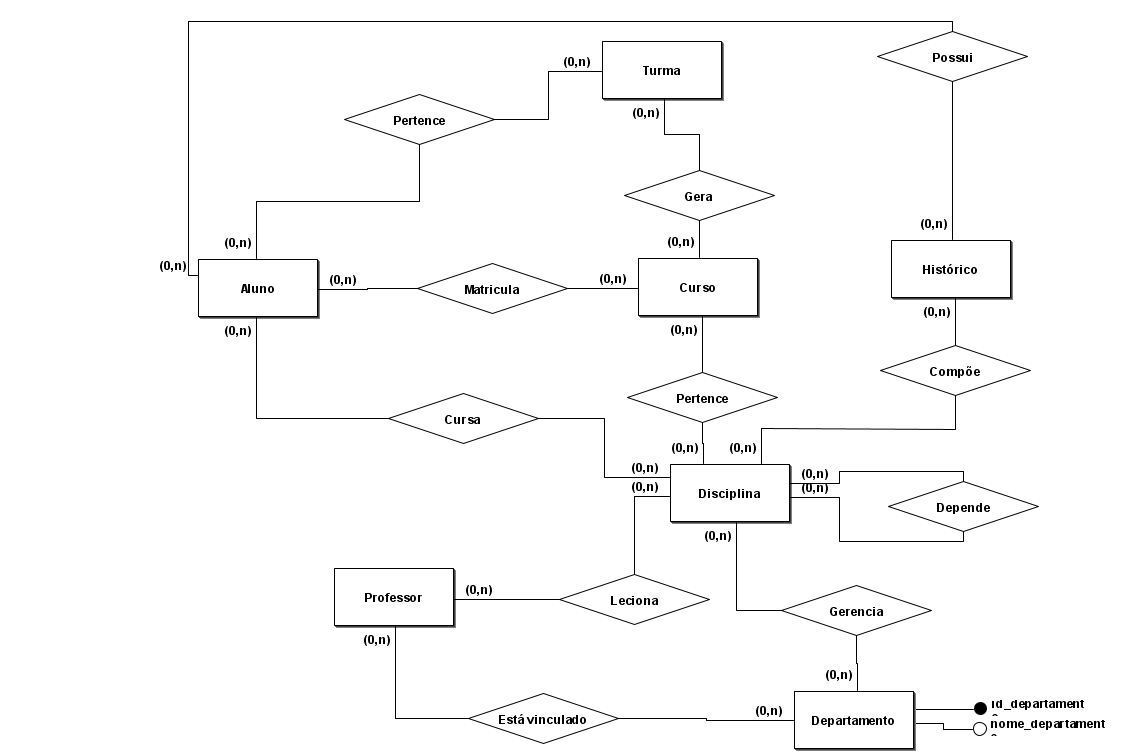 Possui
(0,n)
Turma
(0,n)
Pertence
Gera
(0,n)
(0,n)
(0,n)
(0,n)
Histórico
(0,n)
Aluno
(0,n)
Matricula
(0,n)
Curso
(0,n)
(0,n)
(0,n)
Compõe
Pertence
Cursa
(0,n)
(0,n)
(0,n)
(0,n)
(0,n)
(0,n)
Disciplina
Depende
(0,n)
Professor
(0,n)
Leciona
Gerencia
(0,n)
(0,n)
(0,n)
Está vinculado
Departamento
id_departament
nome_departament